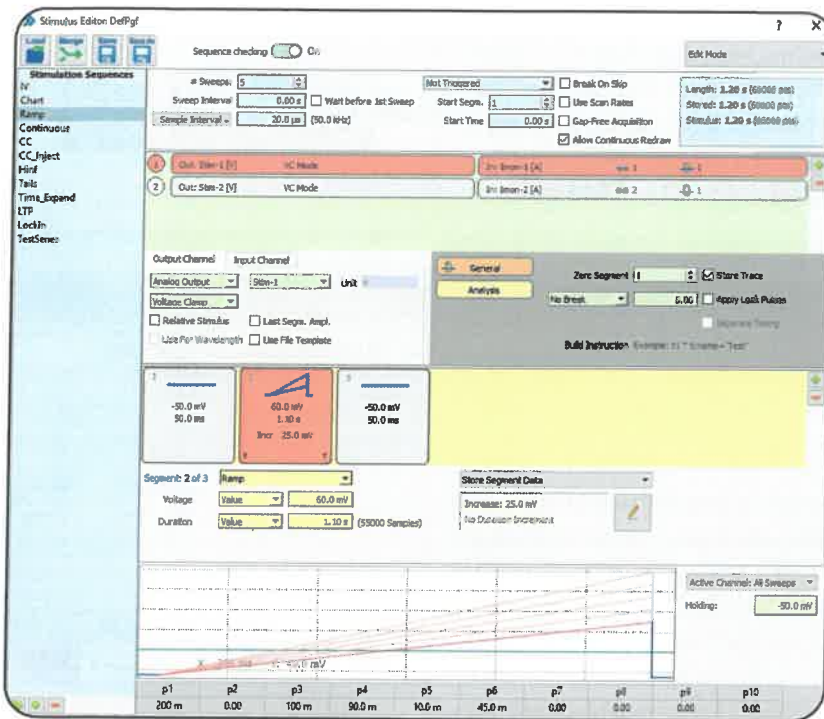 Stimulus Editon DefPgf
? X
Load Merge Save Save As
Sequence checking On
Edit Mode
Stimulation Sequences
IV
Chart
Ramp
Continuous
CC
CC_Inject
Hinf
Tails
Time_Expand
LTP
LockIn
TestSeries
# Sweeps: 5
Sweep Interval 0.00 s Wait before 1st Sweep
Sample Interval 20.0 µs (50.0 kHz)
Not Triggered Break On Skip
Start Segm. 1 Use Scan Rates
Start Time 0.00 s Gap-Free Acquisition
Allow Continuous Redraw
Length: 1.20 s (60000 pts)
Stored: 1.20 s (60000 pts)
Stimulus: 1.20 s (60000 pts)
1 Out: Stim-1 [V] VC Mode In: Imon-1 [A] 1 1
2 Out: Stim-2 [V] VC Mode In: Imon-2 [A] 2 1
Output Channel Input Channel
Analog Output Stim-1 Unit
Voltage Clamp
Relative Stimulus Last Segm. Ampl.
Use For Wavelength Use File Template
General
Analysis
Zero Segment 1 Store Trace
No Break 5.00 Apply Leak Pulses
Build Instruction
-50.0 mV
50.0 ms
60.0 mV
1.10 s
Incr 25.0 mV
3
-50.0 mV
50.0 ms
Segment: 2 of 3 Ramp
Voltage Value 60.0 mV
Duration Value 1.10 s (55000 Samples)
Store Segment Data
Increase: 25.0 mV
No Duration Increment
Active Channel: All Sweeps
Holding: -50.0 mV
p1 p2 p3 p4 p5 p6 p7 p8 p9 p10
200 m 0.00 100 m 90.0 m 10.0 m 45.0 m 0.00 0.00 0.00 0.00